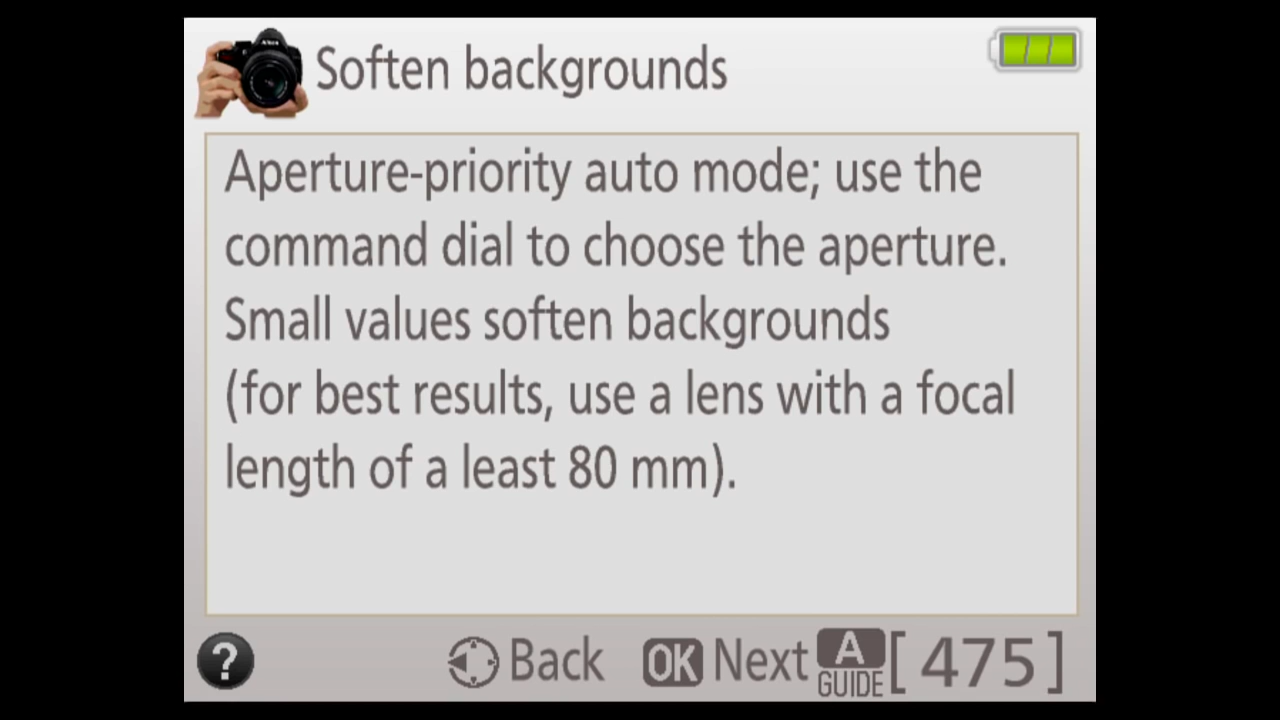 Soften backgrounds
Aperture-priority auto mode; use the
command dial to choose the aperture.
Small values soften backgrounds
(for best results, use a lens with a focal
length of a least 80 mm).
? Back OK Next A GUIDE [ 475 ]